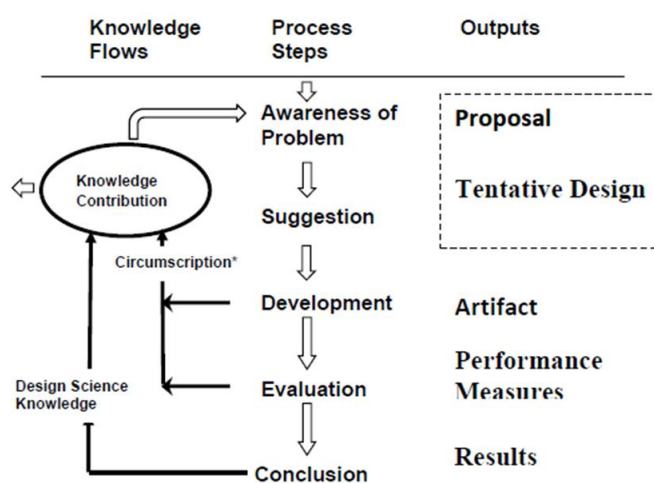 Knowledge
Flows
Process
Steps
Outputs
Awareness of
Problem
Proposal
Knowledge
Contribution
Tentative Design
Suggestion
Circumscription*
Development
Artifact
Design Science
Knowledge
Evaluation
Performance
Measures
Conclusion
Results